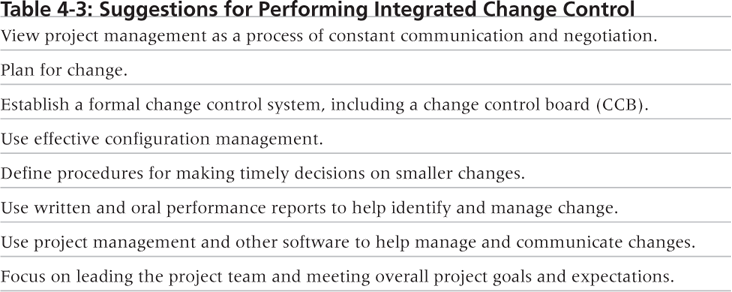 Table 4-3: Suggestions for Performing Integrated Change Control
View project management as a process of constant communication and negotiation.
Plan for change.
Establish a formal change control system, including a change control board (CCB).
Use effective configuration management.
Define procedures for making timely decisions on smaller changes.
Use written and oral performance reports to help identify and manage change.
Use project management and other software to help manage and communicate changes.
Focus on leading the project team and meeting overall project goals and expectations.